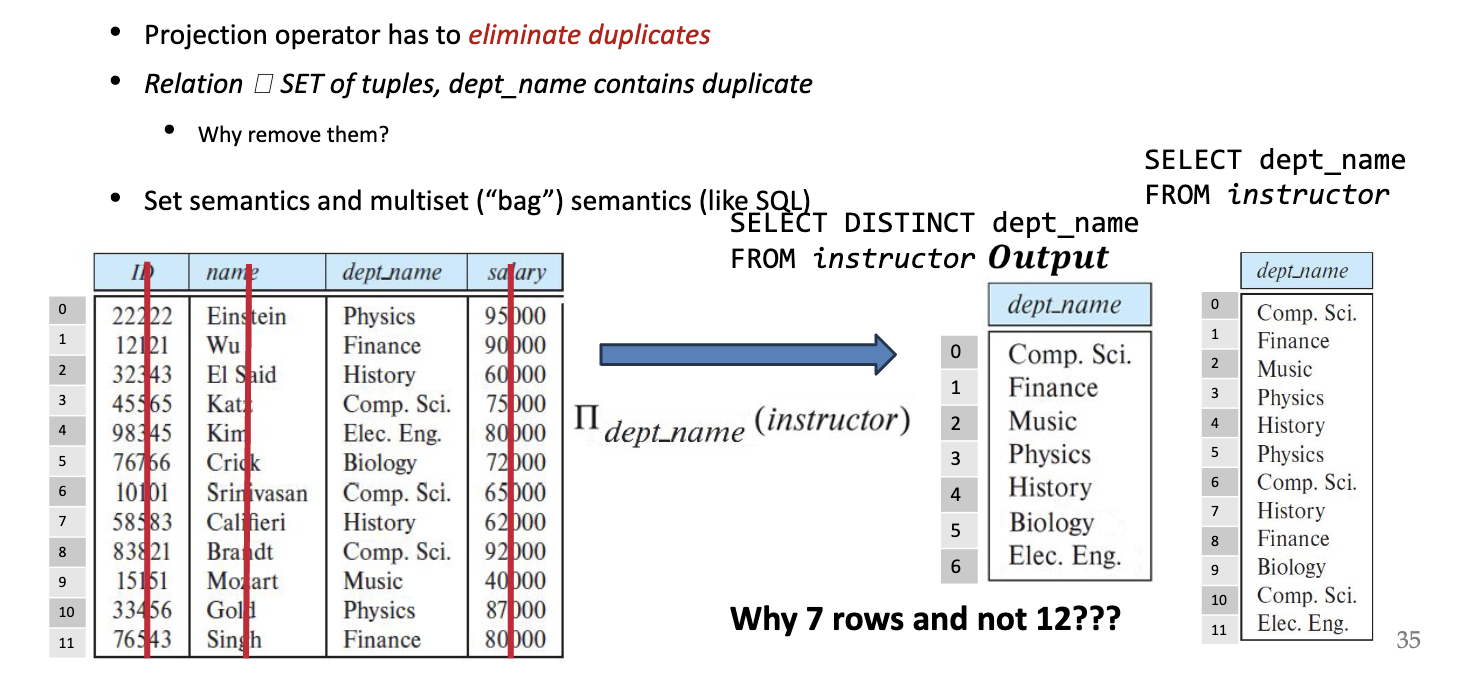 • Projection operator has to eliminate duplicates
• Relation □ SET of tuples, dept_name contains duplicate
• Why remove them?
• Set semantics and multiset (“bag”) semantics (like SQL)
SELECT dept_name
FROM instructor
SELECT DISTINCT dept_name
FROM instructor Output
ID name dept_name salary
0 22222 Einstein Physics 95000
1 12121 Wu Finance 90000
2 32343 El Said History 60000
3 45565 Katz Comp. Sci. 75000
4 98345 Kim Elec. Eng. 80000
5 76766 Crick Biology 72000
6 10101 Srinivasan Comp. Sci. 65000
7 58583 Califieri History 62000
8 83821 Brandt Comp. Sci. 92000
9 15151 Mozart Music 40000
10 33456 Gold Physics 87000
11 76543 Singh Finance 80000
Π dept_name (instructor)
dept_name
0 Comp. Sci.
1 Finance
2 Music
3 Physics
4 History
5 Biology
6 Elec. Eng.
Why 7 rows and not 12???
dept_name
0 Comp. Sci.
1 Finance
2 Music
3 Physics
4 History
5 Physics
6 Comp. Sci.
7 History
8 Finance
9 Biology
10 Comp. Sci.
11 Elec. Eng.
35